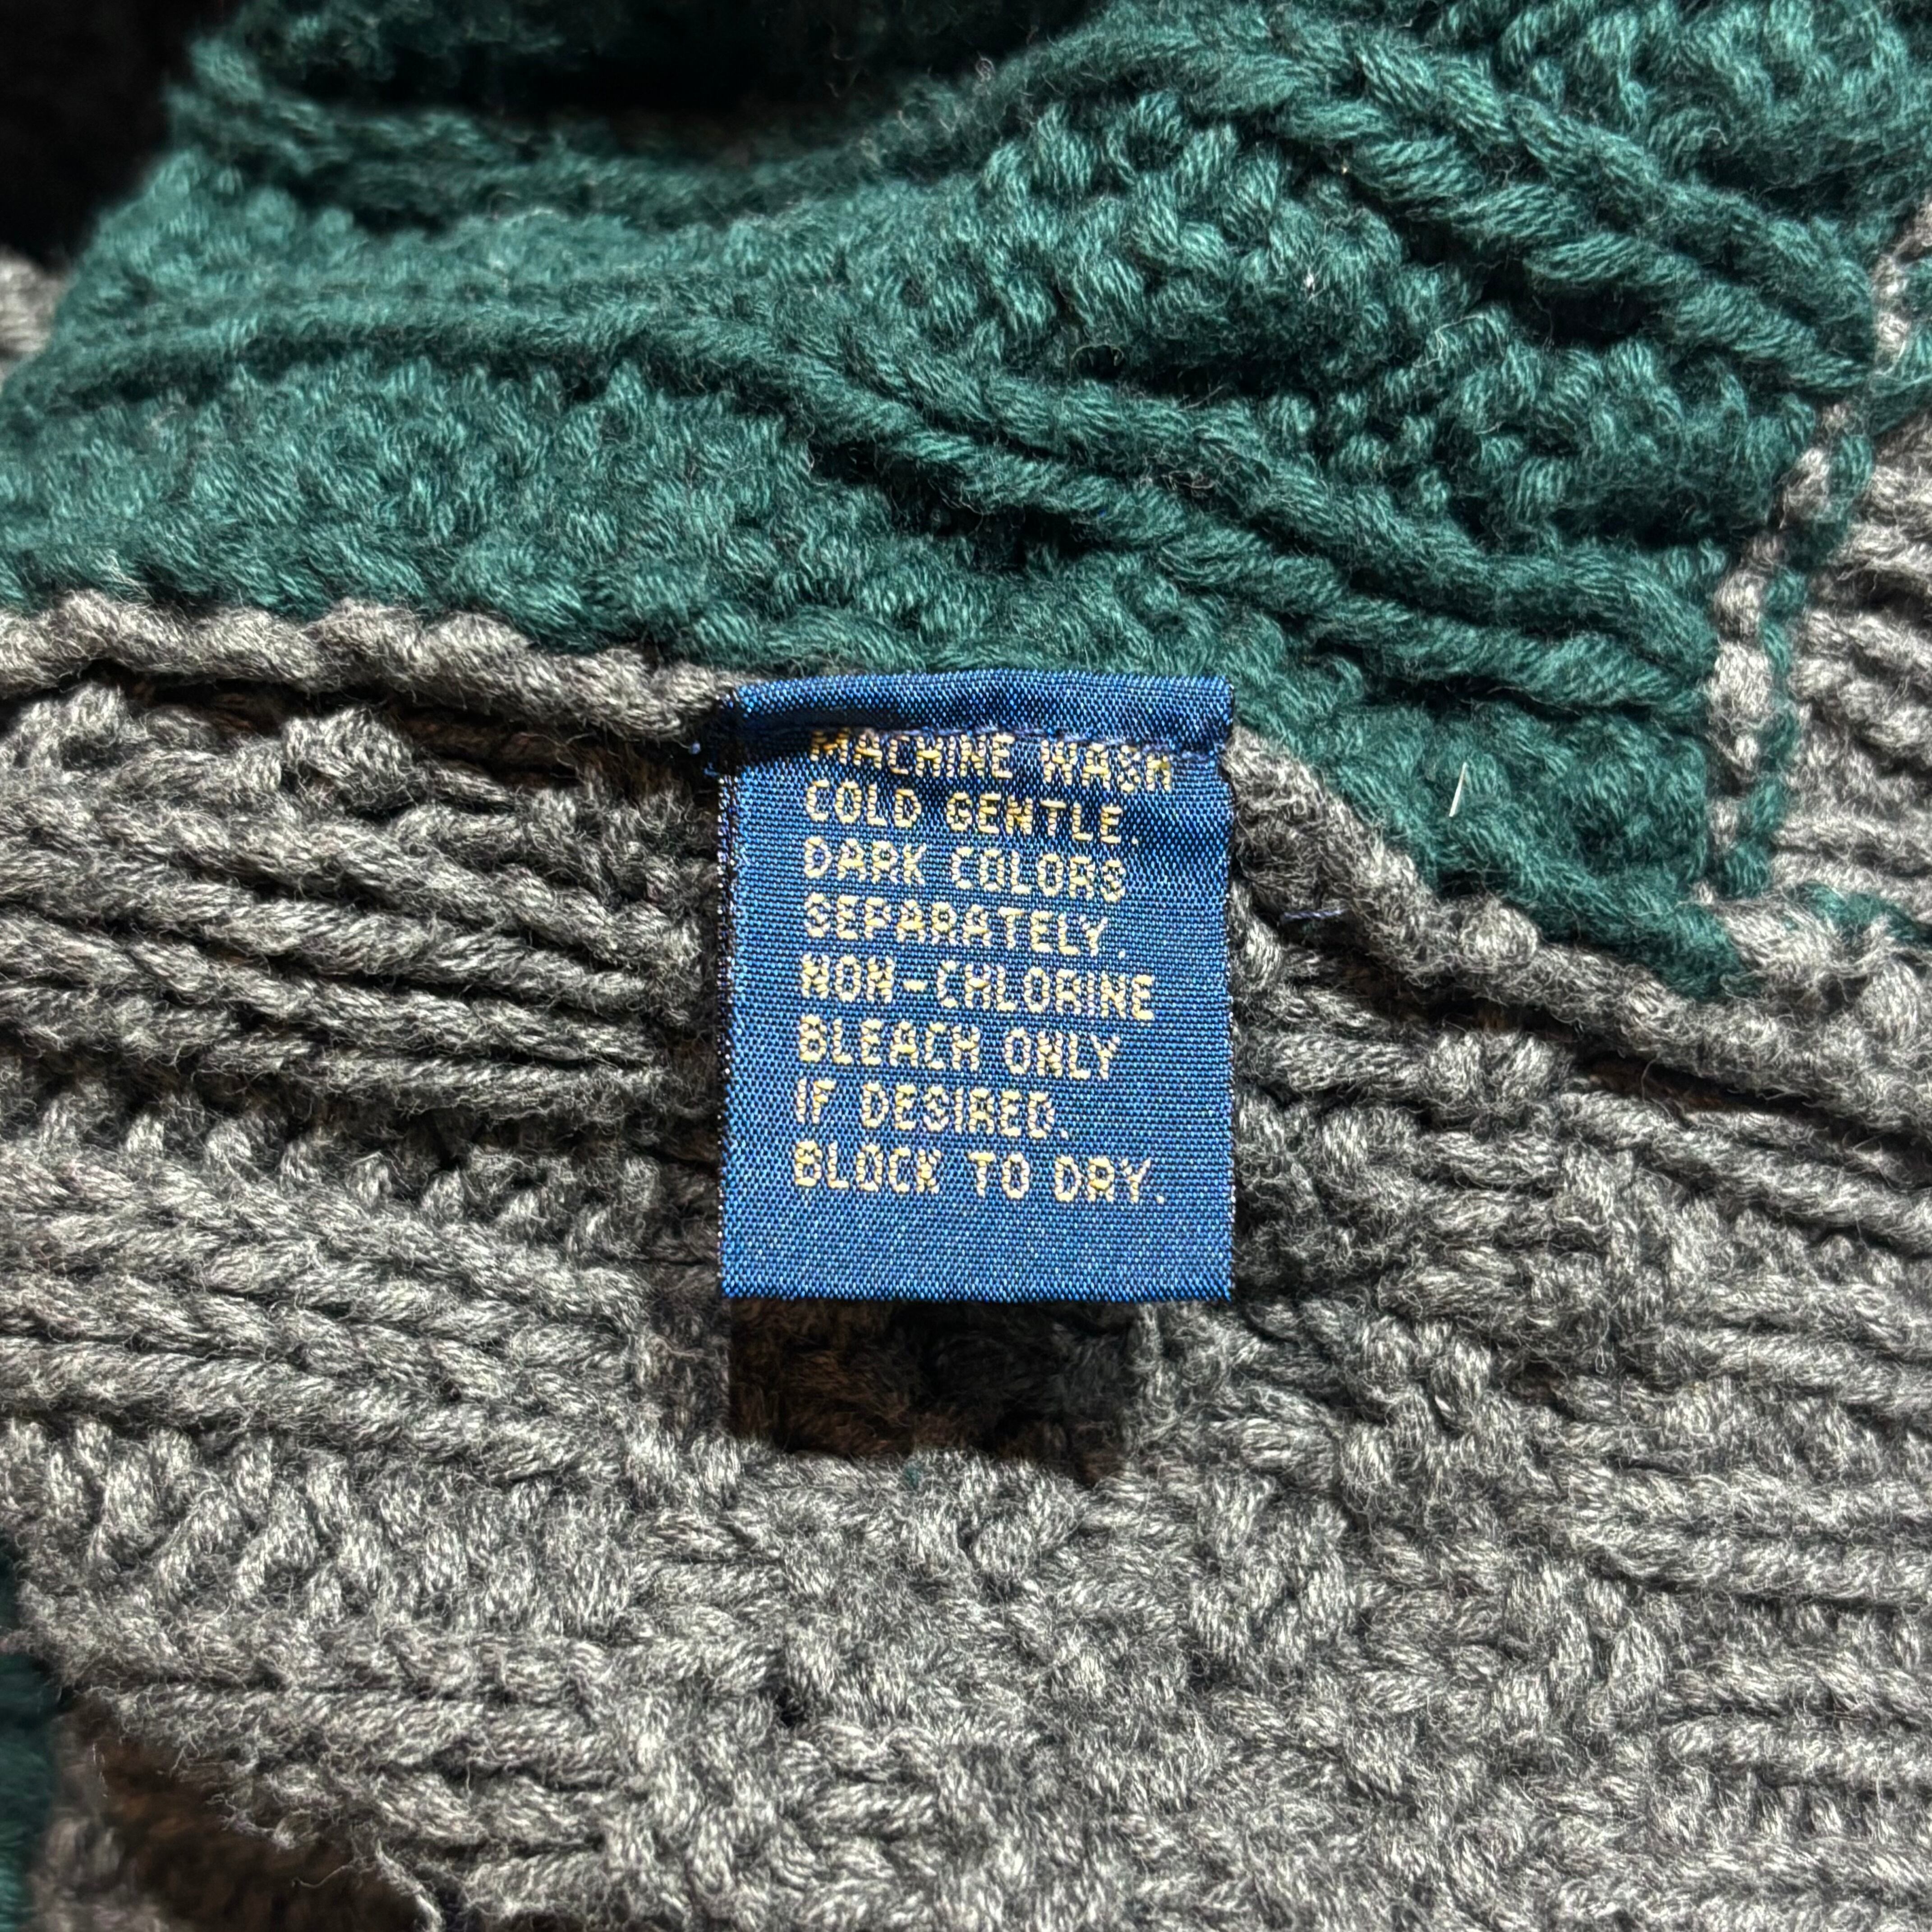 MACHINE WASH
COLD GENTLE.
DARK COLORS
SEPARATELY.
NON-CHLORINE
BLEACH ONLY
IF DESIRED.
BLOCK TO DRY.